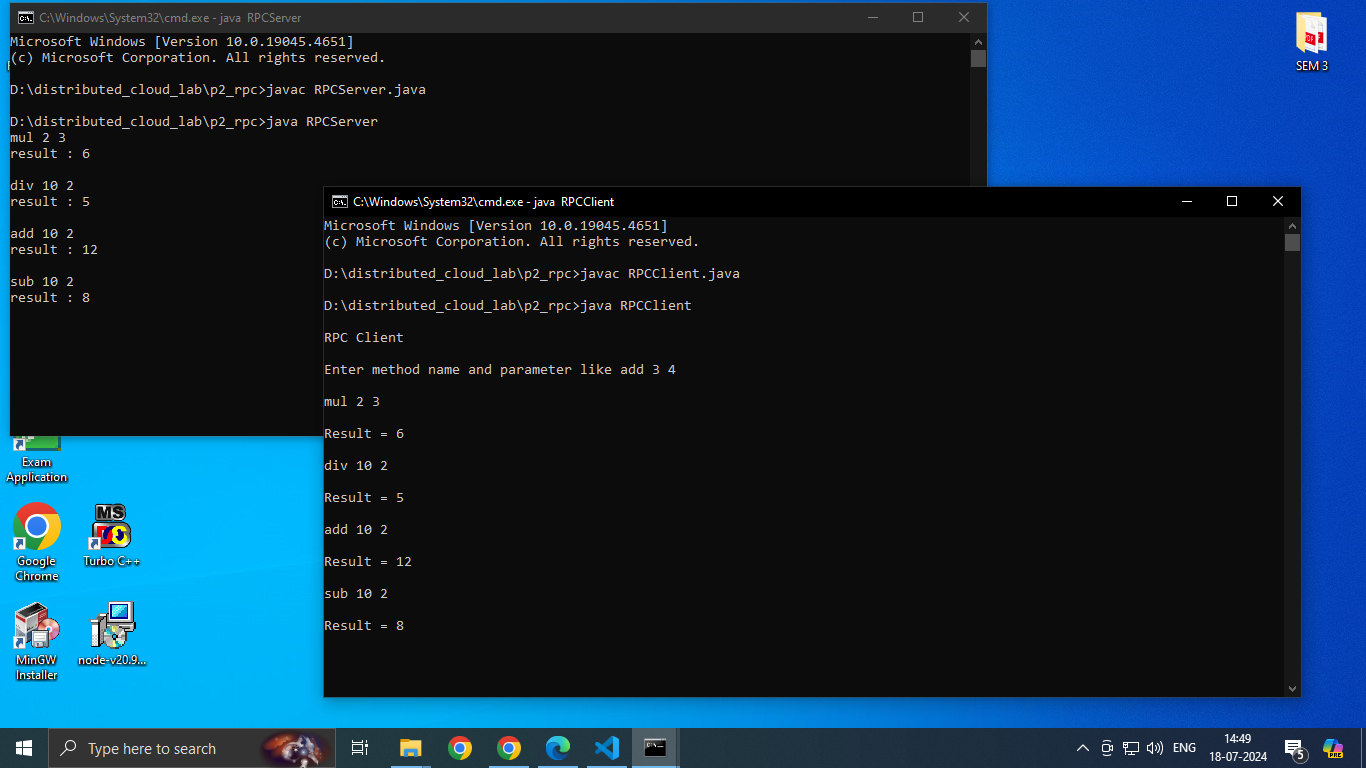 C:\Windows\System32\cmd.exe - java RPCServer
Microsoft Windows [Version 10.0.19045.4651]
(c) Microsoft Corporation. All rights reserved.
D:\distributed_cloud_lab\p2_rpc>javac RPCServer.java
D:\distributed_cloud_lab\p2_rpc>java RPCServer
mul 2 3
result : 6
div 10 2
result : 5
add 10 2
result : 12
sub 10 2
result : 8
C:\Windows\System32\cmd.exe - java RPCClient
Microsoft Windows [Version 10.0.19045.4651]
(c) Microsoft Corporation. All rights reserved.
D:\distributed_cloud_lab\p2_rpc>javac RPCClient.java
D:\distributed_cloud_lab\p2_rpc>java RPCClient
RPC Client
Enter method name and parameter like add 3 4
mul 2 3
Result = 6
div 10 2
Result = 5
add 10 2
Result = 12
sub 10 2
Result = 8
SEM 3
Exam
Application
Google
Chrome
MS
Turbo C++
MinGW
Installer
node-v20.9...
Type here to search
ENG
14:49
18-07-2024
5
PRE